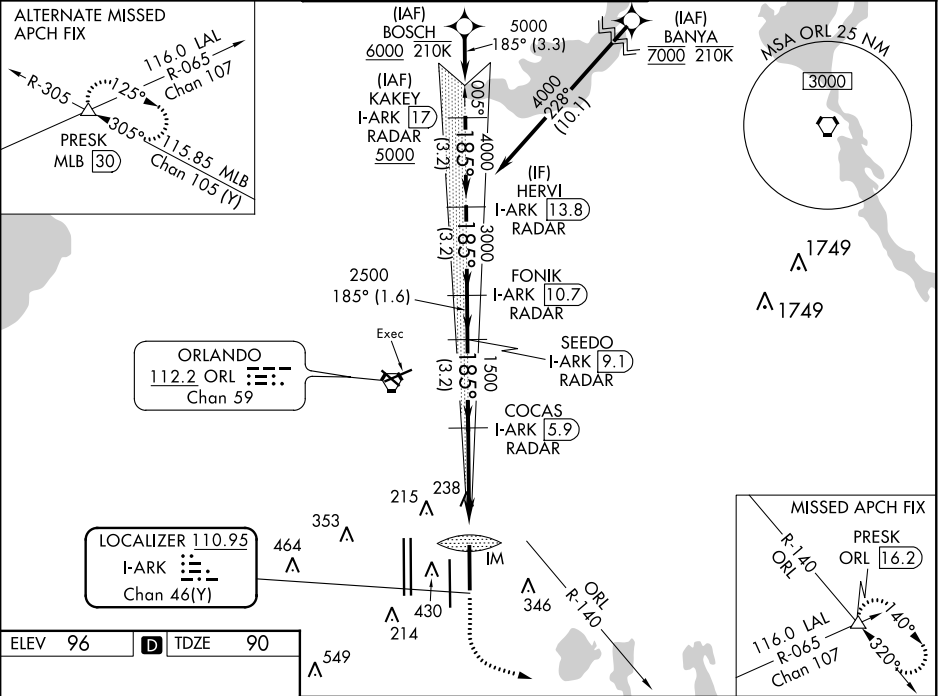 ALTERNATE MISSED
APCH FIX
116.0 LAL
R-065
Chan 107
R-305
125°
305°
PRESK
MLB 30
115.85 MLB
Chan 105 (Y)
(IAF)
BOSCH
6000 210K
5000
185° (3.3)
(IAF)
BANYA
7000 210K
(IAF)
KAKEY
I-ARK 17
RADAR
5000
005°
4000
228°
(10.1)
4000
185°
(3.2)
(IF)
HERVI
I-ARK 13.8
RADAR
3000
185°
(3.2)
2500
185° (1.6)
FONIK
I-ARK 10.7
RADAR
SEEDO
I-ARK 9.1
RADAR
1500
185°
(3.2)
COCAS
I-ARK 5.9
RADAR
MSA ORL 25 NM
3000
1749
1749
Exec
ORLANDO
112.2 ORL
Chan 59
215
238
353
464
LOCALIZER 110.95
I-ARK
Chan 46(Y)
IM
430
346
214
549
ORL
R-140
MISSED APCH FIX
PRESK
ORL 16.2
R-140
ORL
140°
320°
116.0 LAL
R-065
Chan 107
ELEV 96 D TDZE 90